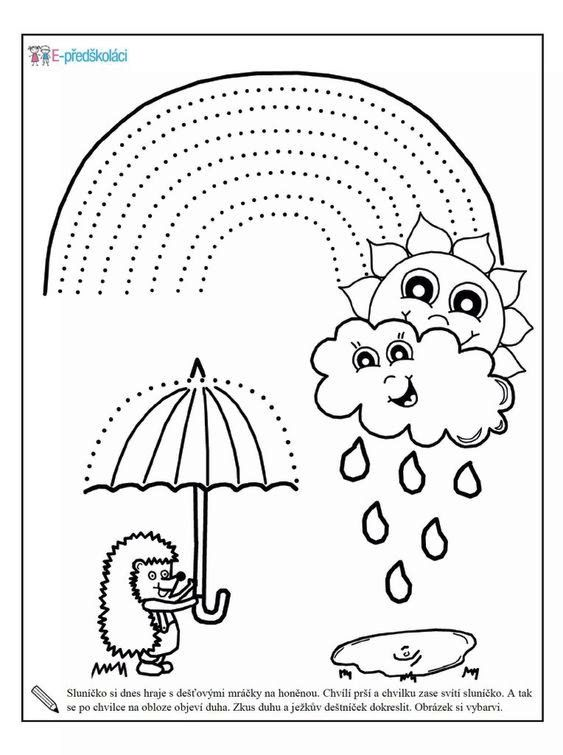 E-předškoláci
Sluníčko si dnes hraje s dešťovými mráčky na honěnou. Chvílí prší a chvilku zase svítí sluníčko. A tak
se po chvilce na obloze objeví duha. Zkus duhu a ježkův deštníček dokreslit. Obrázek si vybarvi.